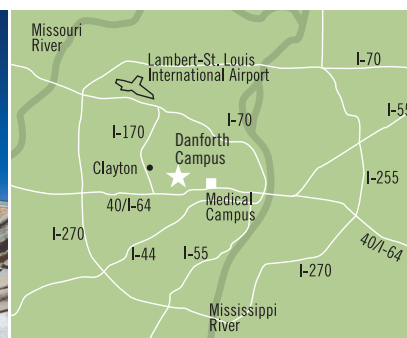 Missouri
River
Lambert–St. Louis
International Airport
I-70
I-55
I-170
I-70
Danforth
Campus
Clayton
I-255
40/I-64
Medical
Campus
I-270
40/I-64
I-44
I-55
I-270
Mississippi
River